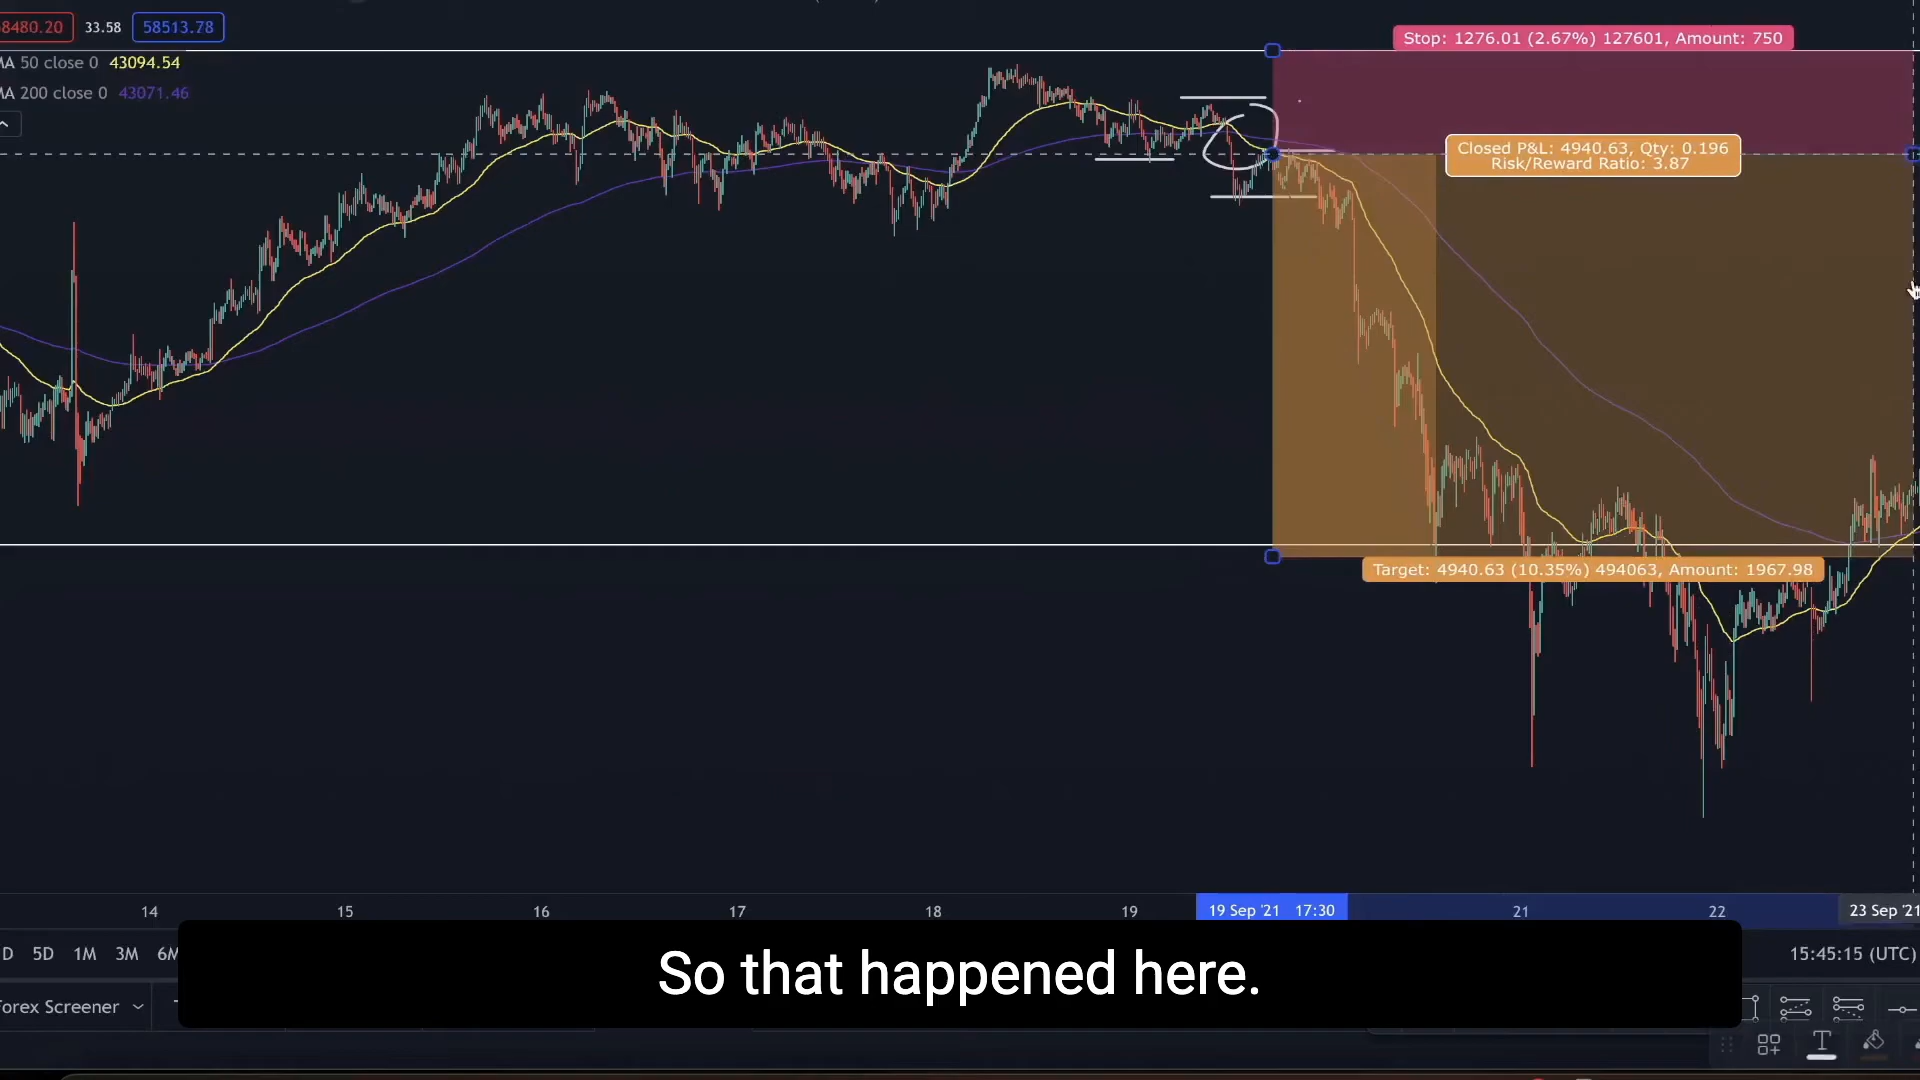 8480.20 33.58 58513.78
MA 50 close 0 43094.54
MA 200 close 0 43071.46
Stop: 1276.01 (2.67%) 127601, Amount: 750
Closed P&L: 4940.63, Qty: 0.196
Risk/Reward Ratio: 3.87
Target: 4940.63 (10.35%) 494063, Amount: 1967.98
14 15 16 17 18 19 19 Sep '21 17:30 21 22 23 Sep '21
D 5D 1M 3M 6M 15:45:15 (UTC)
So that happened here.
orex Screener